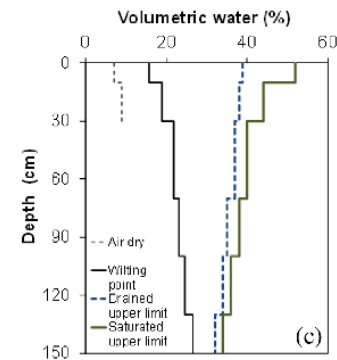 Volumetric water (%)
0 20 40 60
0
30
60
90
120
150
Depth (cm)
Air dry
Wilting
point
Drained
upper limit
Saturated
upper limit
(c)